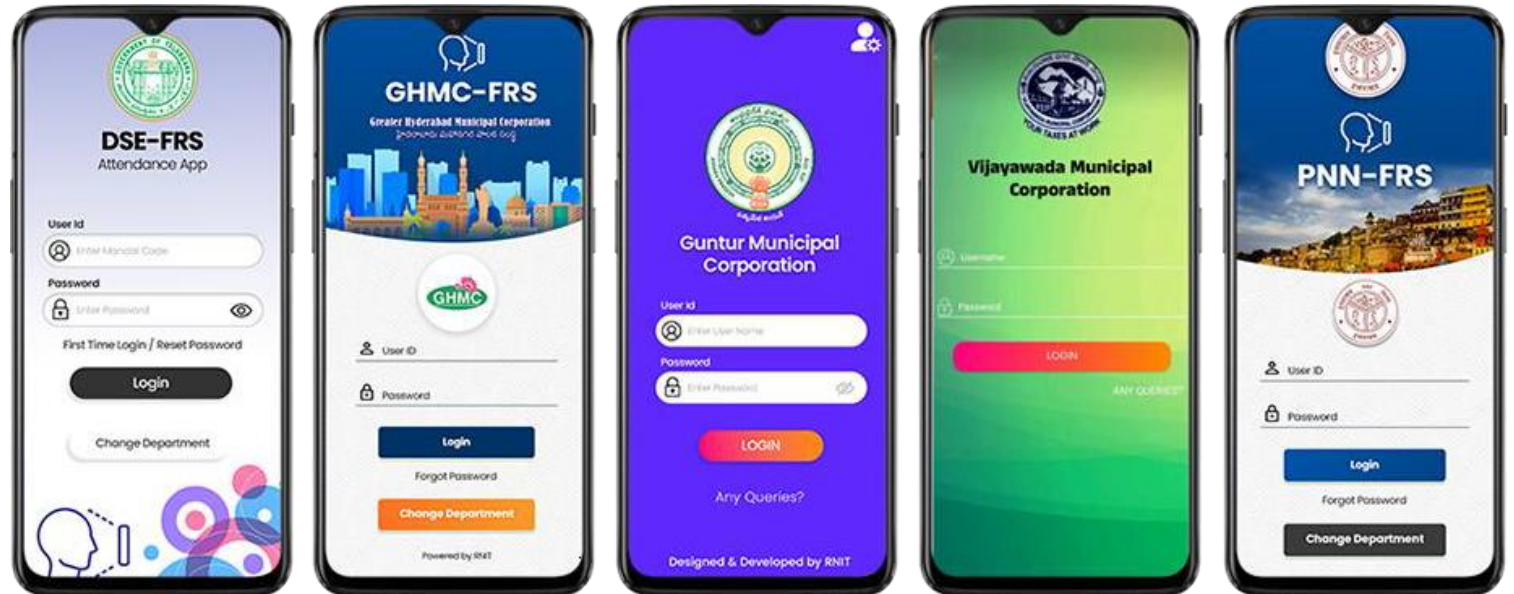 GOVERNMENT OF TELANGANA
DSE-FRS
Attendance App
User Id
Enter Mandal Code
Password
Enter Password
First Time Login / Reset Password
Login
Change Department
GHMC-FRS
Greater Hyderabad Municipal Corporation
GHMC
User ID
Password
Login
Forgot Password
Change Department
Powered by RNIT
Guntur Municipal
Corporation
User Id
Enter User Name
Password
Enter Password
LOGIN
Any Queries?
Designed & Developed by RNIT
YOUR TAXES AT WORK
Vijayawada Municipal
Corporation
Username
Password
LOGIN
ANY QUERIES?
PNN-FRS
User ID
Password
Login
Forgot Password
Change Department